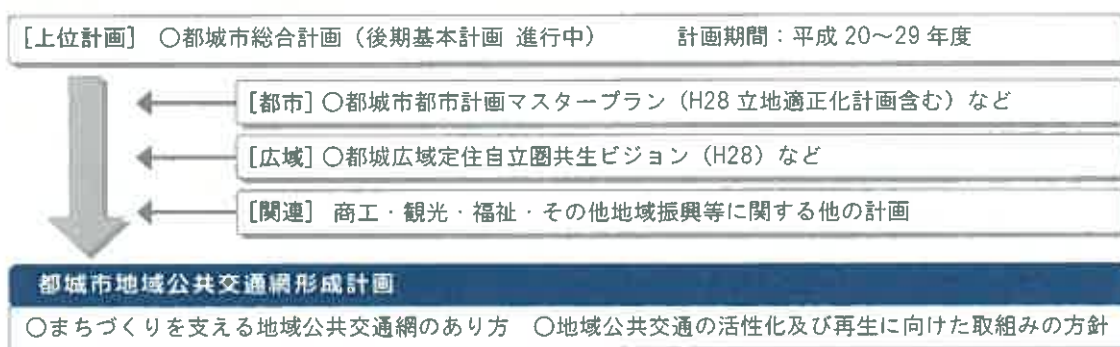 [上位計画] ○都城市総合計画（後期基本計画 進行中） 計画期間：平成 20～29 年度
[都市] ○都城市都市計画マスタープラン（H28 立地適正化計画含む）など
[広域] ○都城広域定住自立圏共生ビジョン（H28）など
[関連] 商工・観光・福祉・その他地域振興等に関する他の計画
都城市地域公共交通網形成計画
○まちづくりを支える地域公共交通網のあり方 ○地域公共交通の活性化及び再生に向けた取組みの方針